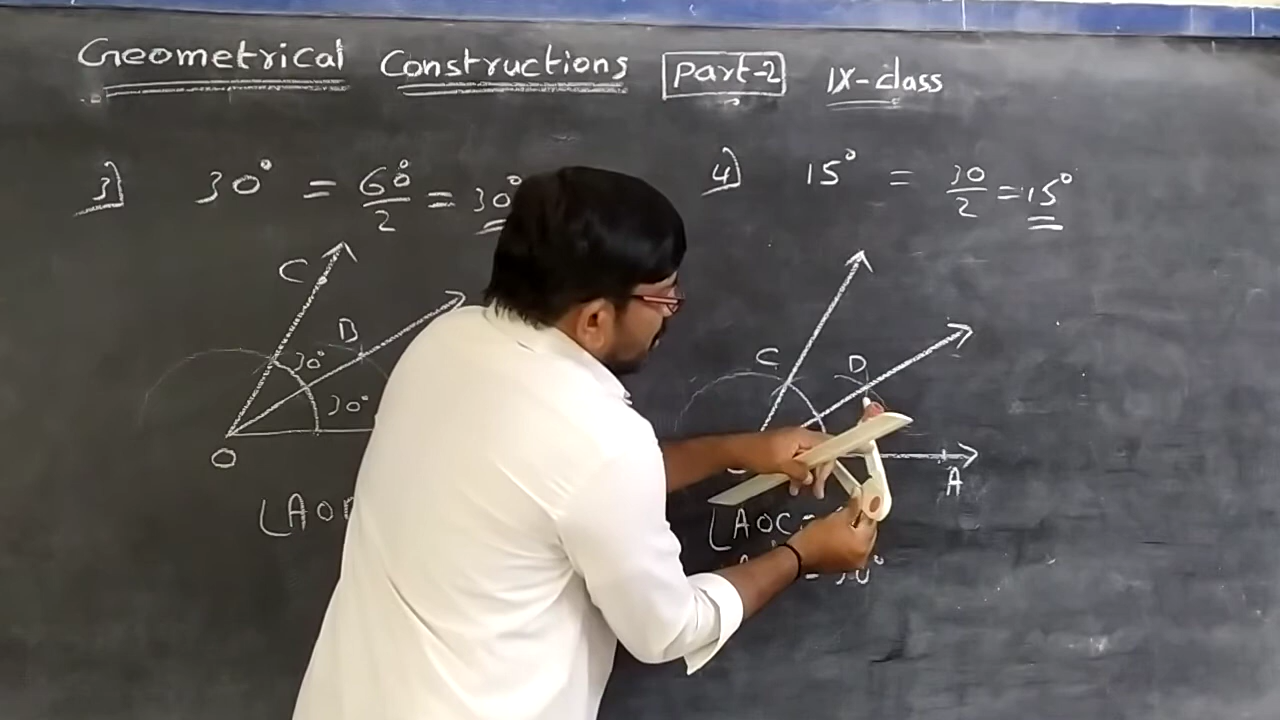 Geometrical Constructions Part-2 IX-class
3] 30° = 60°/2 = 30°
4] 15° = 30/2 = 15°
C
B
30°
30°
O
C
D
A
∠AOC =
= 30°